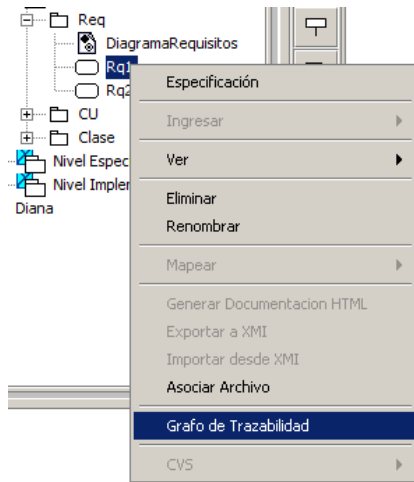 Req
DiagramaRequisitos
Rq1
Rq2
CU
Clase
Nivel Espec
Nivel Impler
Diana
Especificación
Ingresar
Ver
Eliminar
Renombrar
Mapear
Generar Documentacion HTML
Exportar a XMI
Importar desde XMI
Asociar Archivo
Grafo de Trazabilidad
CVS